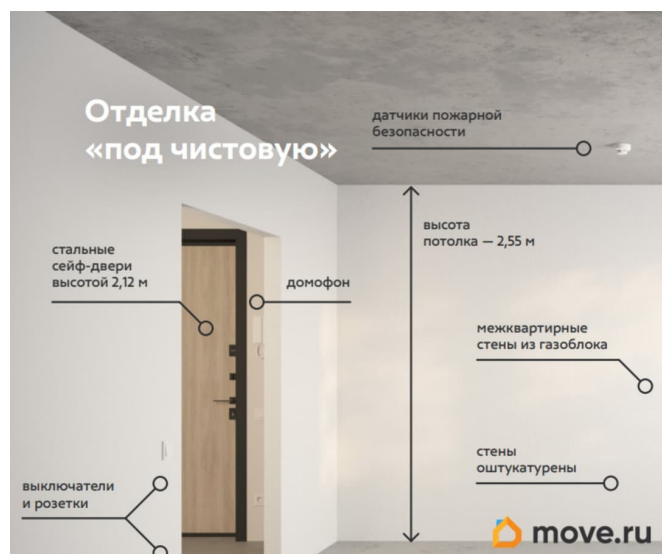 Отделка
«под чистовую»
датчики пожарной
безопасности
высота
потолка — 2,55 м
стальные
сейф-двери
высотой 2,12 м
домофон
межквартирные
стены из газоблока
стены
оштукатурены
выключатели
и розетки
move.ru